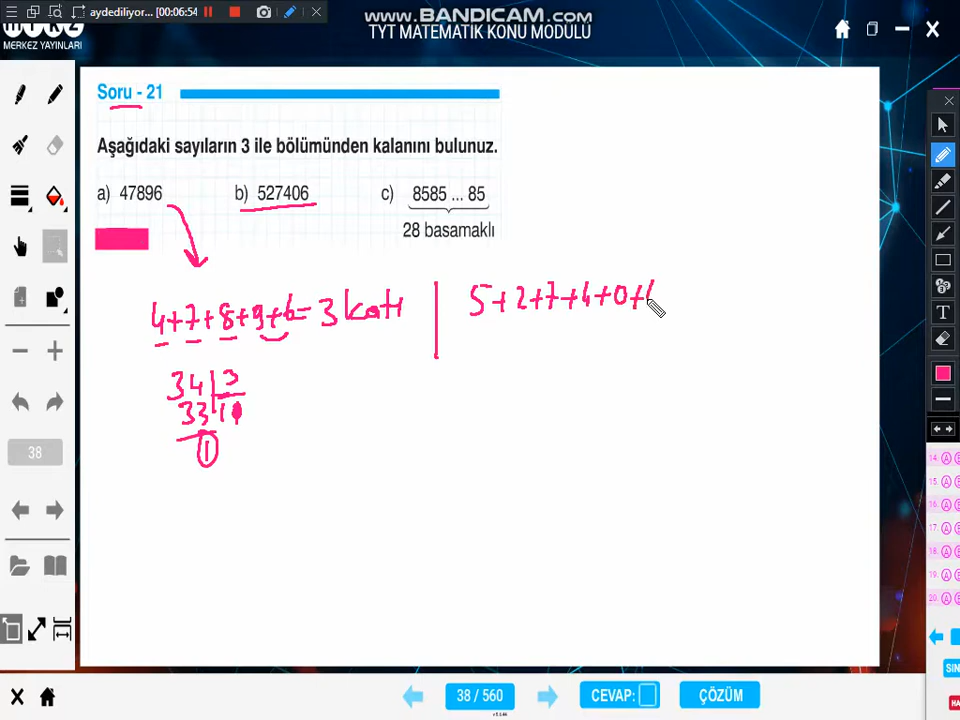 aydediliyor... (00:06:54
www.BANDICAM.com
MERKEZ YAYINLARI
TYT MATEMATİK KONU MODÜLÜ
Soru - 21
Aşağıdaki sayıların 3 ile bölümünden kalanını bulunuz.
a) 47896 b) 527406 c) 8585 ... 85
28 basamaklı
4+7+8+9+6=3 katı
5+2+7+4+0+
34 3
33 11
1
38
14. A
15. A
16. A
17. A
18. A
19. A
20. A
38 / 560
CEVAP:
ÇÖZÜM